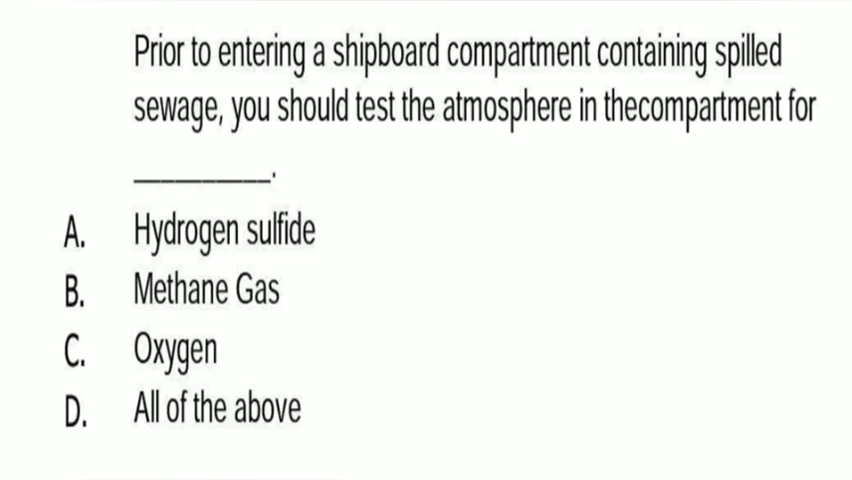 Prior to entering a shipboard compartment containing spilled
sewage, you should test the atmosphere in thecompartment for
__________.
A. Hydrogen sulfide
B. Methane Gas
C. Oxygen
D. All of the above